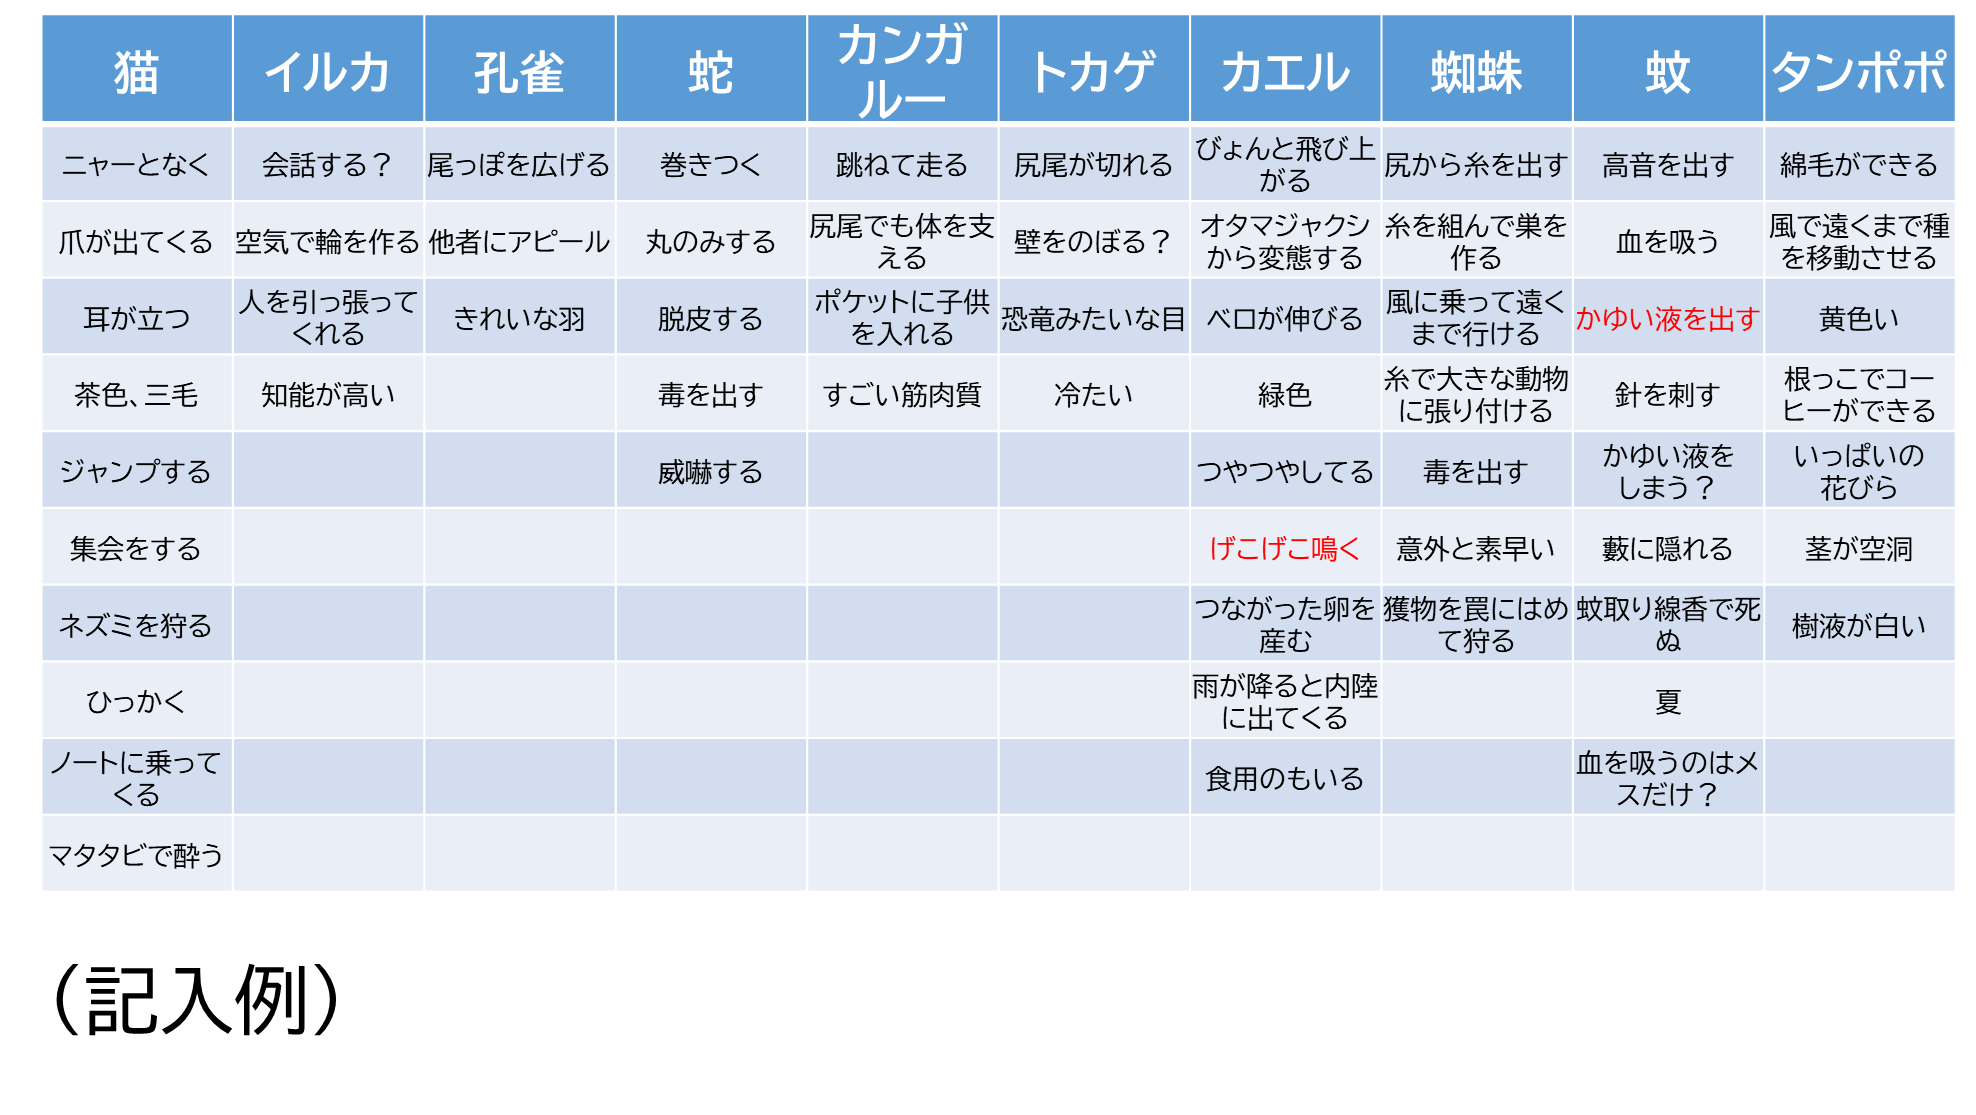 猫 イルカ 孔雀 蛇 カンガ
ルー トカゲ カエル 蜘蛛 蚊 タンポポ
ニャーとなく 会話する？ 尾っぽを広げる 巻きつく 跳ねて走る 尻尾が切れる ぴょんと飛び上
がる 尻から糸を出す 高音を出す 綿毛ができる
爪が出てくる 空気で輪を作る 他者にアピール 丸のみする 尻尾でも体を支
える 壁をのぼる？ オタマジャクシ
から変態する 糸を組んで巣を
作る 血を吸う 風で遠くまで種
を移動させる
耳が立つ 人を引っ張って
くれる きれいな羽 脱皮する ポケットに子供
を入れる 恐竜みたいな目 ベロが伸びる 風に乗って遠く
まで行ける かゆい液を出す 黄色い
茶色、三毛 知能が高い 毒を出す すごい筋肉質 冷たい 緑色 糸で大きな動物
に張り付ける 針を刺す 根っこでコー
ヒーができる
ジャンプする 威嚇する つやつやしてる 毒を出す かゆい液を
しまう？ いっぱいの
花びら
集会をする げこげこ鳴く 意外と素早い 藪に隠れる 茎が空洞
ネズミを狩る つながった卵を
産む 獲物を罠にはめ
て狩る 蚊取り線香で死
ぬ 樹液が白い
ひっかく 雨が降ると内陸
に出てくる 夏
ノートに乗って
くる 食用のもいる 血を吸うのはメ
スだけ？
マタタビで酔う
（記入例）